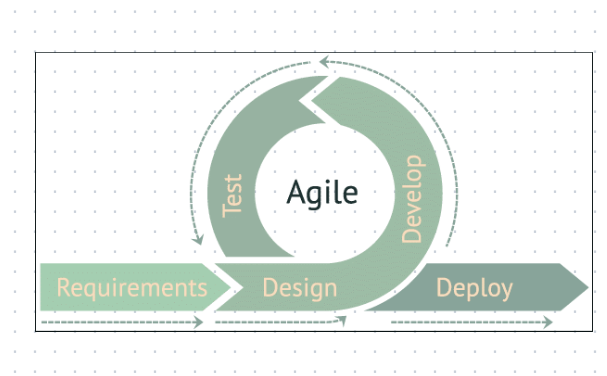 Agile
Test
Develop
Requirements
Design
Deploy